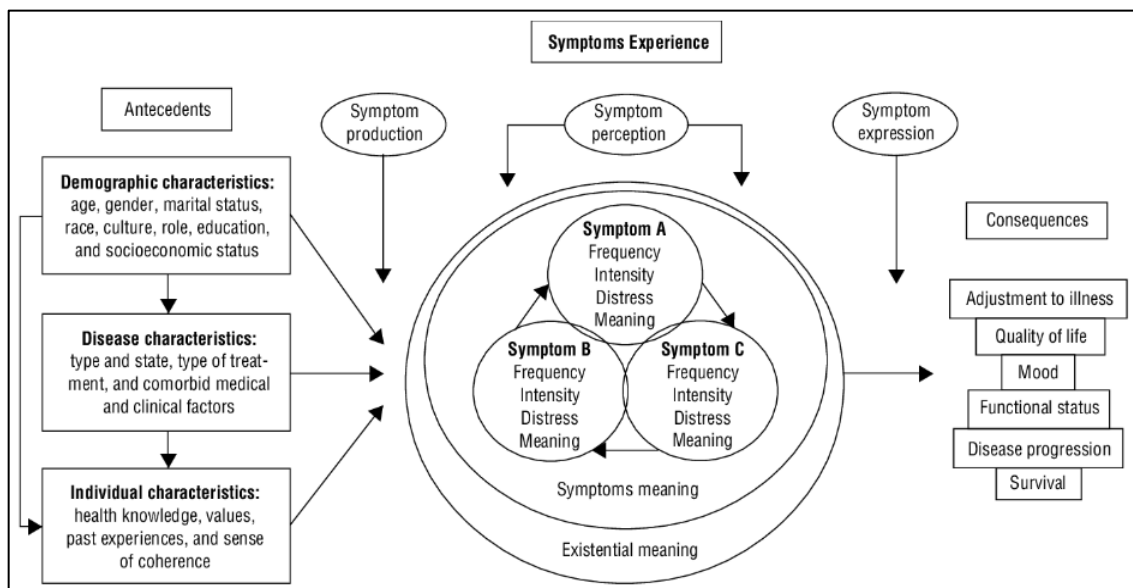 Symptoms Experience
Antecedents
Symptom
production
Symptom
perception
Symptom
expression
Demographic characteristics:
age, gender, marital status,
race, culture, role, education,
and socioeconomic status
Disease characteristics:
type and state, type of treat-
ment, and comorbid medical
and clinical factors
Individual characteristics:
health knowledge, values,
past experiences, and sense
of coherence
Symptom A
Frequency
Intensity
Distress
Meaning
Symptom B
Frequency
Intensity
Distress
Meaning
Symptom C
Frequency
Intensity
Distress
Meaning
Symptoms meaning
Existential meaning
Consequences
Adjustment to illness
Quality of life
Mood
Functional status
Disease progression
Survival